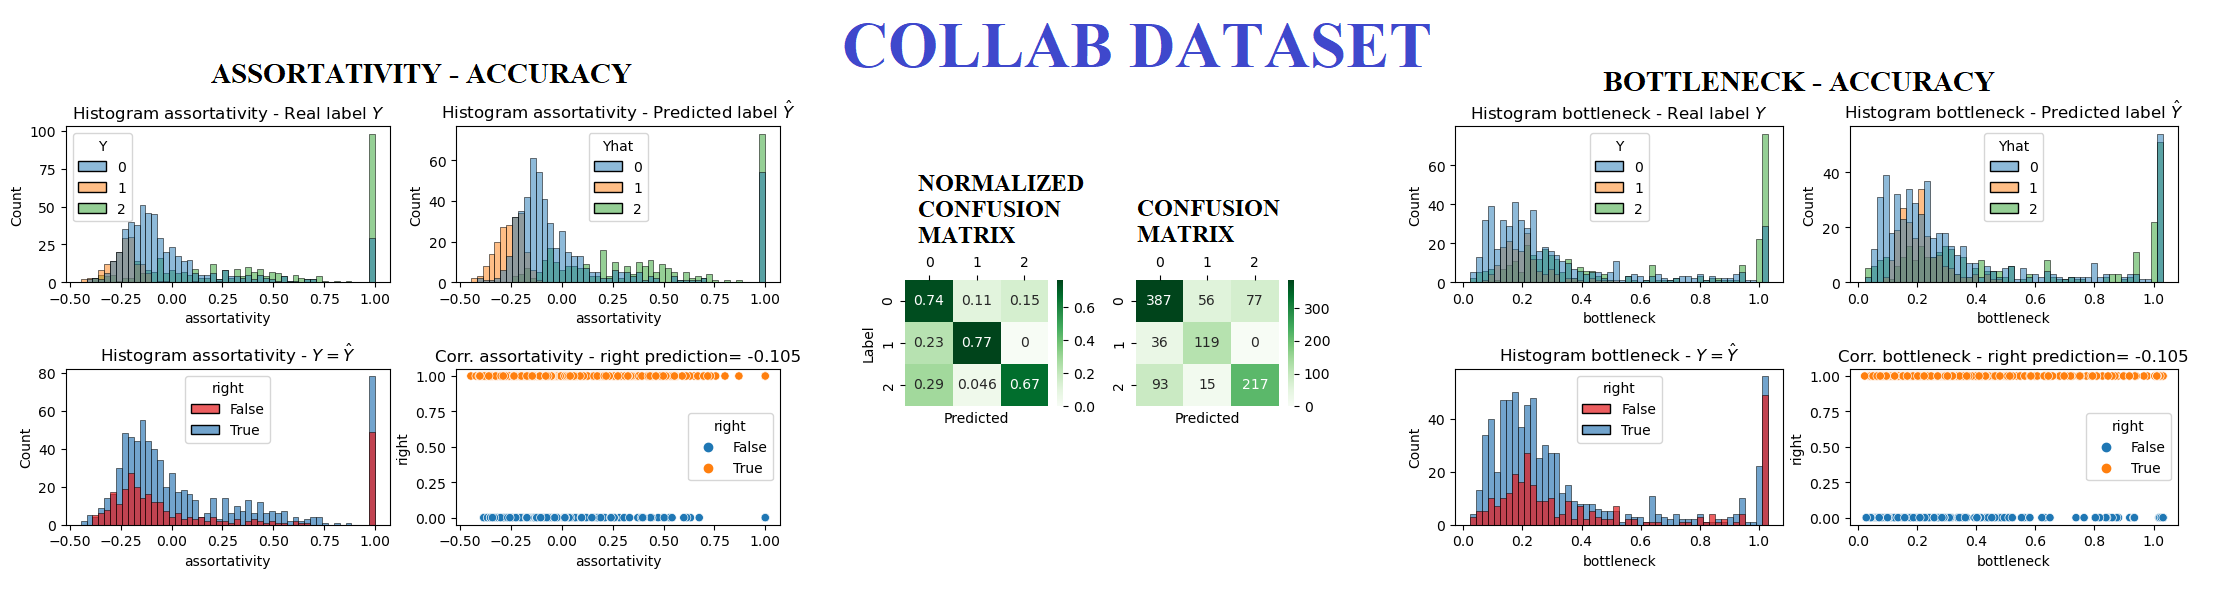 COLLAB DATASET
ASSORTATIVITY - ACCURACY
Histogram assortativity - Real label Y
100
75
50
25
0
Count
Y
0
1
2
−0.50 −0.25 0.00 0.25 0.50 0.75 1.00
assortativity
Histogram assortativity - Predicted label Ŷ
60
40
20
0
Count
Yhat
0
1
2
−0.50 −0.25 0.00 0.25 0.50 0.75 1.00
assortativity
Histogram assortativity - Y = Ŷ
80
60
40
20
0
Count
right
False
True
−0.50 −0.25 0.00 0.25 0.50 0.75 1.00
assortativity
Corr. assortativity - right prediction= -0.105
1.00
0.75
0.50
0.25
0.00
right
right
False
True
−0.50 −0.25 0.00 0.25 0.50 0.75 1.00
assortativity
NORMALIZED
CONFUSION
MATRIX
0 1 2
0 0.74 0.11 0.15
1 0.23 0.77 0
2 0.29 0.046 0.67
Label
Predicted
0.6
0.4
0.2
0.0
CONFUSION
MATRIX
0 1 2
0 387 56 77
1 36 119 0
2 93 15 217
Predicted
300
200
100
0
BOTTLENECK - ACCURACY
Histogram bottleneck - Real label Y
60
40
20
0
Count
Y
0
1
2
0.0 0.2 0.4 0.6 0.8 1.0
bottleneck
Histogram bottleneck - Predicted label Ŷ
40
20
0
Count
Yhat
0
1
2
0.0 0.2 0.4 0.6 0.8 1.0
bottleneck
Histogram bottleneck - Y = Ŷ
40
20
0
Count
right
False
True
0.0 0.2 0.4 0.6 0.8 1.0
bottleneck
Corr. bottleneck - right prediction= -0.105
1.00
0.75
0.50
0.25
0.00
right
right
False
True
0.0 0.2 0.4 0.6 0.8 1.0
bottleneck